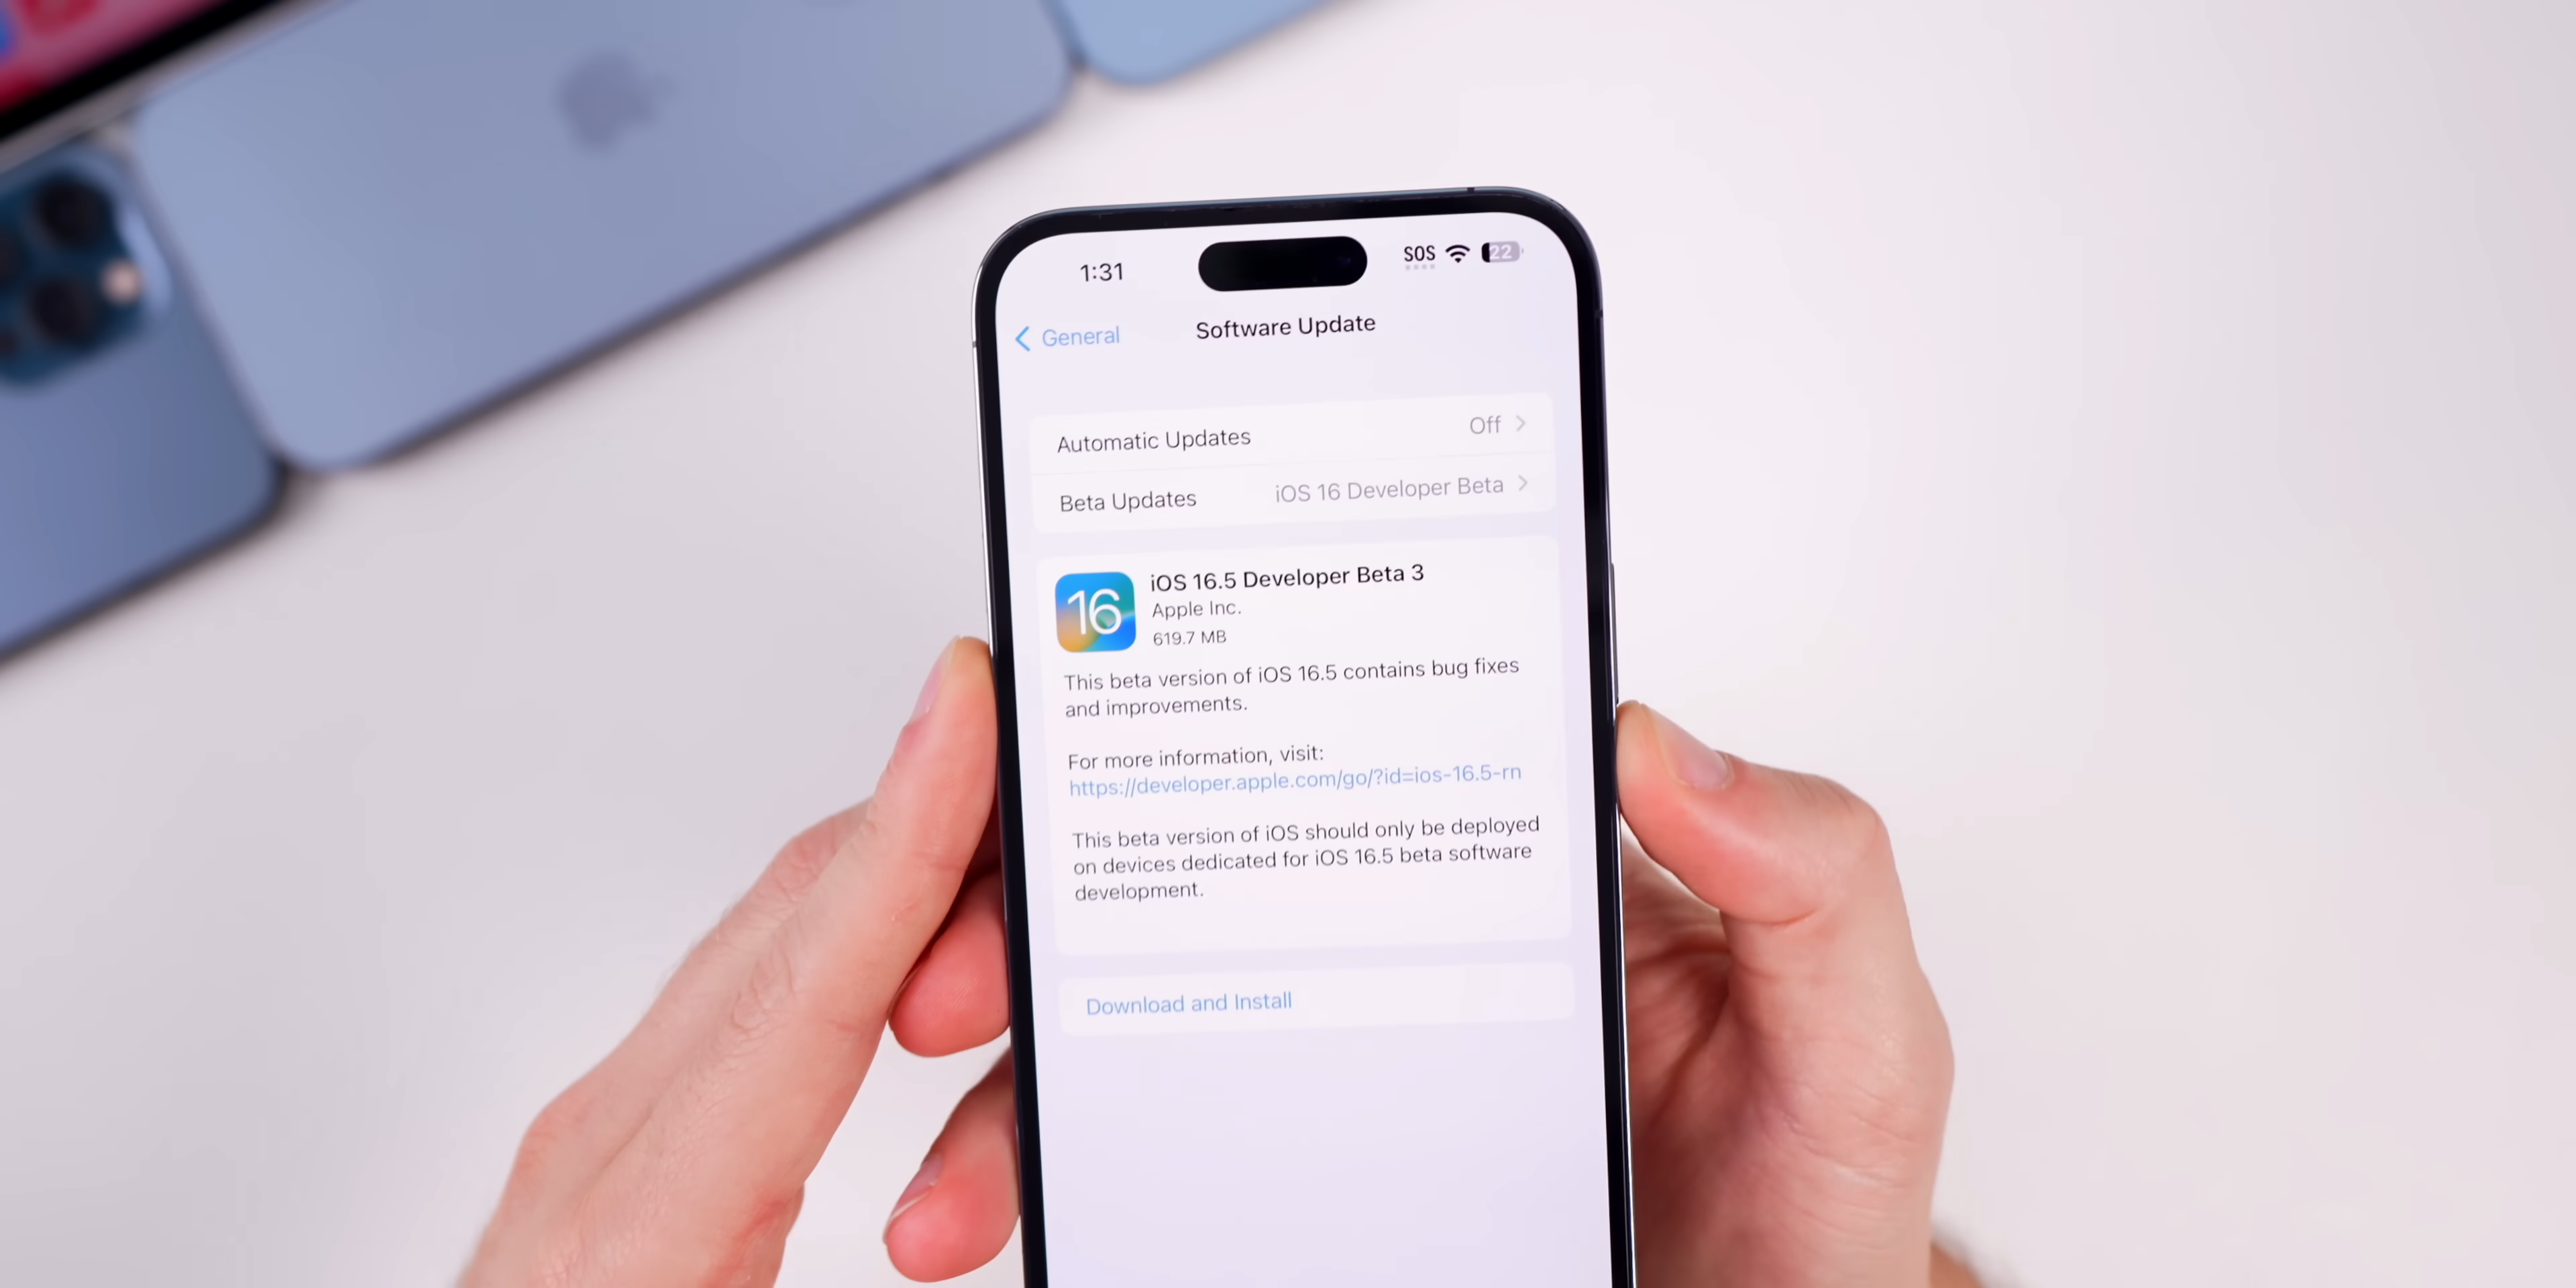 1:31
SOS
22
General
Software Update
Automatic Updates
Off
Beta Updates
iOS 16 Developer Beta
16
iOS 16.5 Developer Beta 3
Apple Inc.
619.7 MB
This beta version of iOS 16.5 contains bug fixes
and improvements.
For more information, visit:
https://developer.apple.com/go/?id=ios-16.5-rn
This beta version of iOS should only be deployed
on devices dedicated for iOS 16.5 beta software
development.
Download and Install